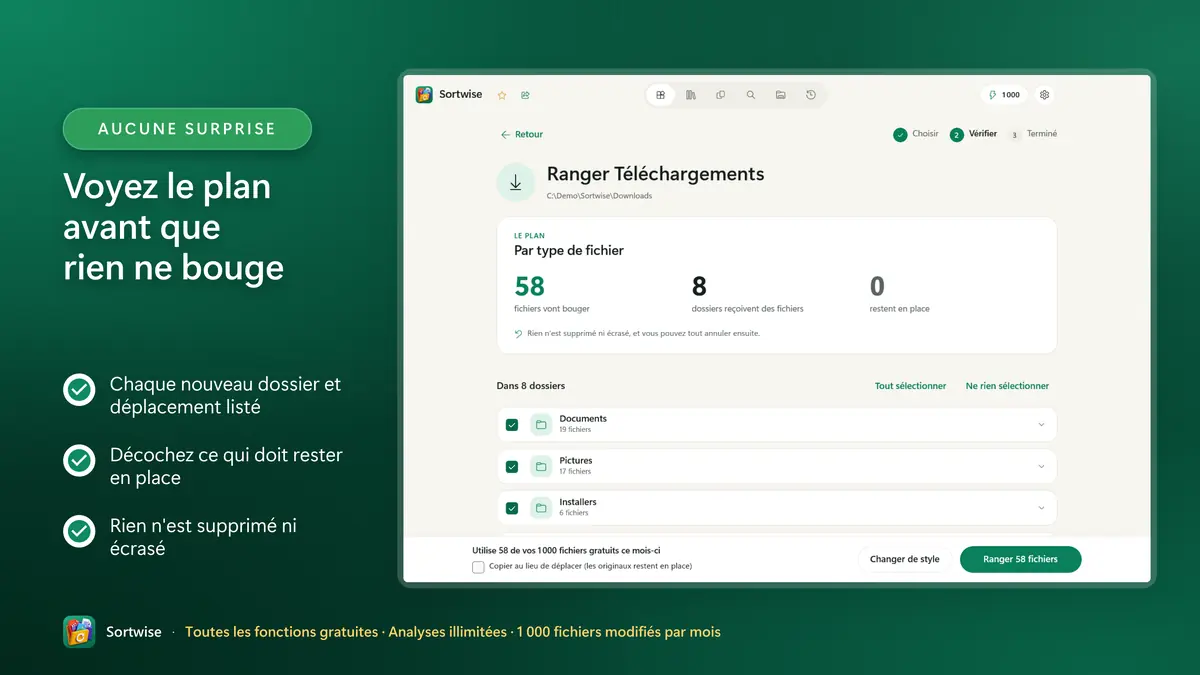 AUCUNE SURPRISE
Voyez le plan
avant que
rien ne bouge
Chaque nouveau dossier et
déplacement listé
Décochez ce qui doit rester
en place
Rien n'est supprimé ni
écrasé
Sortwise
1000
Retour
Choisir
2 Vérifier
3 Terminé
Ranger Téléchargements
C:\Demo\Sortwise\Downloads
LE PLAN
Par type de fichier
58
fichiers vont bouger
8
dossiers reçoivent des fichiers
0
restent en place
Rien n'est supprimé ni écrasé, et vous pouvez tout annuler ensuite.
Dans 8 dossiers
Tout sélectionner
Ne rien sélectionner
Documents
19 fichiers
Pictures
17 fichiers
Installers
6 fichiers
Utilise 58 de vos 1000 fichiers gratuits ce mois-ci
Copier au lieu de déplacer (les originaux restent en place)
Changer de style
Ranger 58 fichiers
Sortwise · Toutes les fonctions gratuites · Analyses illimitées · 1 000 fichiers modifiés par mois